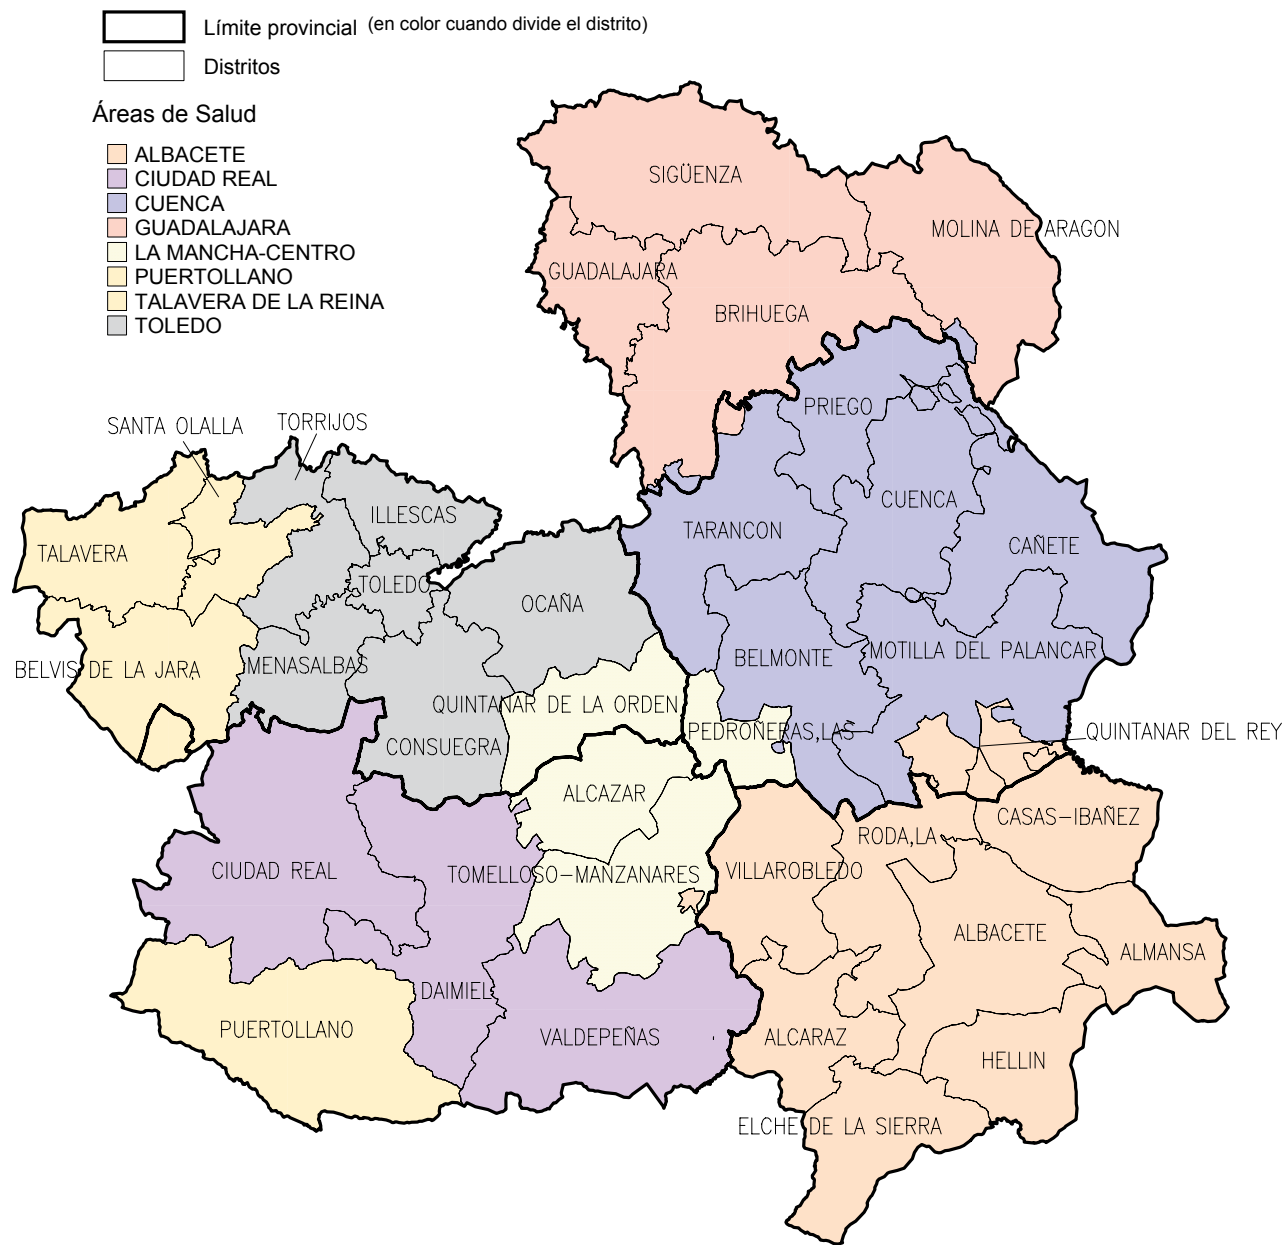 Límite provincial (en color cuando divide el distrito)
Distritos
Áreas de Salud
ALBACETE
CIUDAD REAL
CUENCA
GUADALAJARA
LA MANCHA-CENTRO
PUERTOLLANO
TALAVERA DE LA REINA
TOLEDO
SIGÜENZA
MOLINA DE ARAGON
GUADALAJARA
BRIHUEGA
PRIEGO
SANTA OLALLA
TORRIJOS
CUENCA
ILLESCAS
TARANCON
TALAVERA
CAÑETE
TOLEDO
OCAÑA
BELVIS DE LA JARA
MENASALBAS
BELMONTE
MOTILLA DEL PALANCAR
QUINTANAR DE LA ORDEN
PEDROÑERAS,LAS
QUINTANAR DEL REY
CONSUEGRA
ALCAZAR
CASAS-IBAÑEZ
RODA,LA
CIUDAD REAL
TOMELLOSO-MANZANARES
VILLAROBLEDO
ALBACETE
ALMANSA
DAIMIEL
PUERTOLLANO
VALDEPEÑAS
ALCARAZ
HELLIN
ELCHE DE LA SIERRA